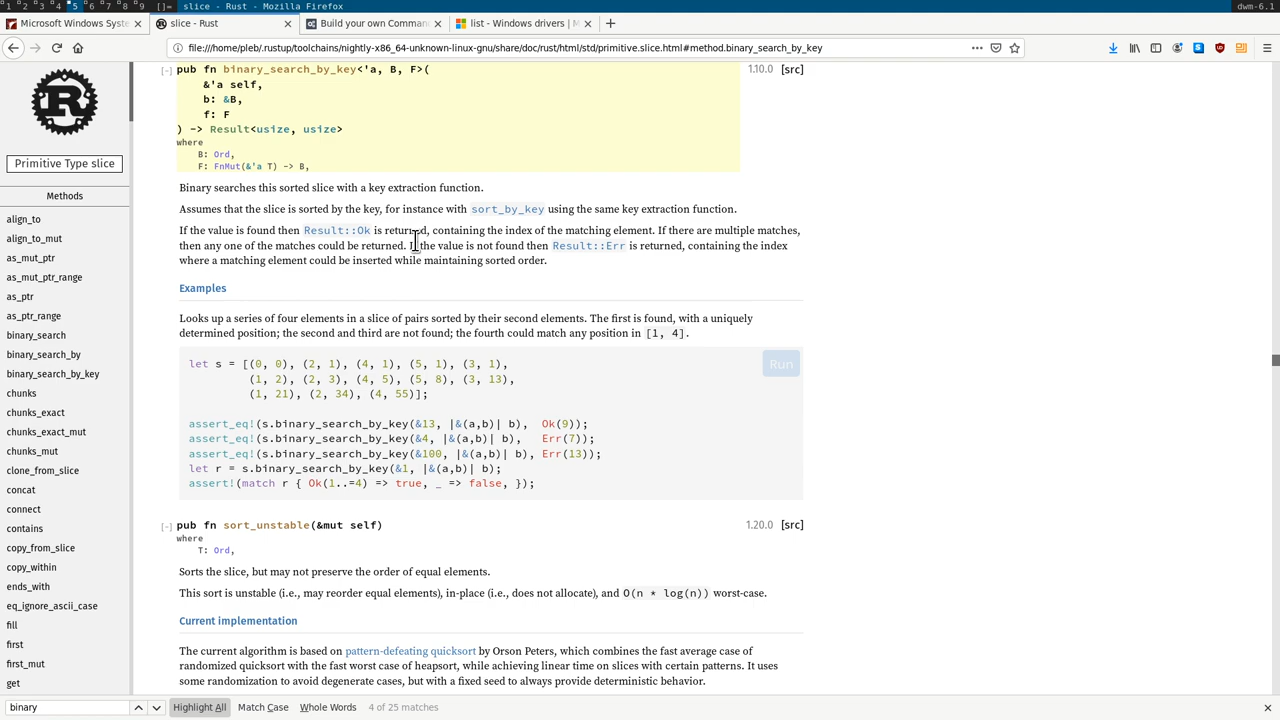 1 2 3 4 5 6 7 8 9 []= slice - Rust - Mozilla Firefox dwm-6.1
Microsoft Windows Syste
slice - Rust
Build your own Comman
list - Windows drivers | M
file:///home/pleb/.rustup/toolchains/nightly-x86_64-unknown-linux-gnu/share/doc/rust/html/std/primitive.slice.html#method.binary_search_by_key
Primitive Type slice
Methods
align_to
align_to_mut
as_mut_ptr
as_mut_ptr_range
as_ptr
as_ptr_range
binary_search
binary_search_by
binary_search_by_key
chunks
chunks_exact
chunks_exact_mut
chunks_mut
clone_from_slice
concat
connect
contains
copy_from_slice
copy_within
ends_with
eq_ignore_ascii_case
fill
first
first_mut
get
[-] pub fn binary_search_by_key<'a, B, F>( 1.10.0 [src]
&'a self,
b: &B,
f: F
) -> Result<usize, usize>
where
B: Ord,
F: FnMut(&'a T) -> B,
Binary searches this sorted slice with a key extraction function.
Assumes that the slice is sorted by the key, for instance with sort_by_key using the same key extraction function.
If the value is found then Result::Ok is returned, containing the index of the matching element. If there are multiple matches,
then any one of the matches could be returned. If the value is not found then Result::Err is returned, containing the index
where a matching element could be inserted while maintaining sorted order.
Examples
Looks up a series of four elements in a slice of pairs sorted by their second elements. The first is found, with a uniquely
determined position; the second and third are not found; the fourth could match any position in [1, 4].
Run
let s = [(0, 0), (2, 1), (4, 1), (5, 1), (3, 1),
(1, 2), (2, 3), (4, 5), (5, 8), (3, 13),
(1, 21), (2, 34), (4, 55)];
assert_eq!(s.binary_search_by_key(&13, |&(a,b)| b), Ok(9));
assert_eq!(s.binary_search_by_key(&4, |&(a,b)| b), Err(7));
assert_eq!(s.binary_search_by_key(&100, |&(a,b)| b), Err(13));
let r = s.binary_search_by_key(&1, |&(a,b)| b);
assert!(match r { Ok(1..=4) => true, _ => false, });
[-] pub fn sort_unstable(&mut self) 1.20.0 [src]
where
T: Ord,
Sorts the slice, but may not preserve the order of equal elements.
This sort is unstable (i.e., may reorder equal elements), in-place (i.e., does not allocate), and O(n * log(n)) worst-case.
Current implementation
The current algorithm is based on pattern-defeating quicksort by Orson Peters, which combines the fast average case of
randomized quicksort with the fast worst case of heapsort, while achieving linear time on slices with certain patterns. It uses
some randomization to avoid degenerate cases, but with a fixed seed to always provide deterministic behavior.
binary
Highlight All Match Case Whole Words 4 of 25 matches